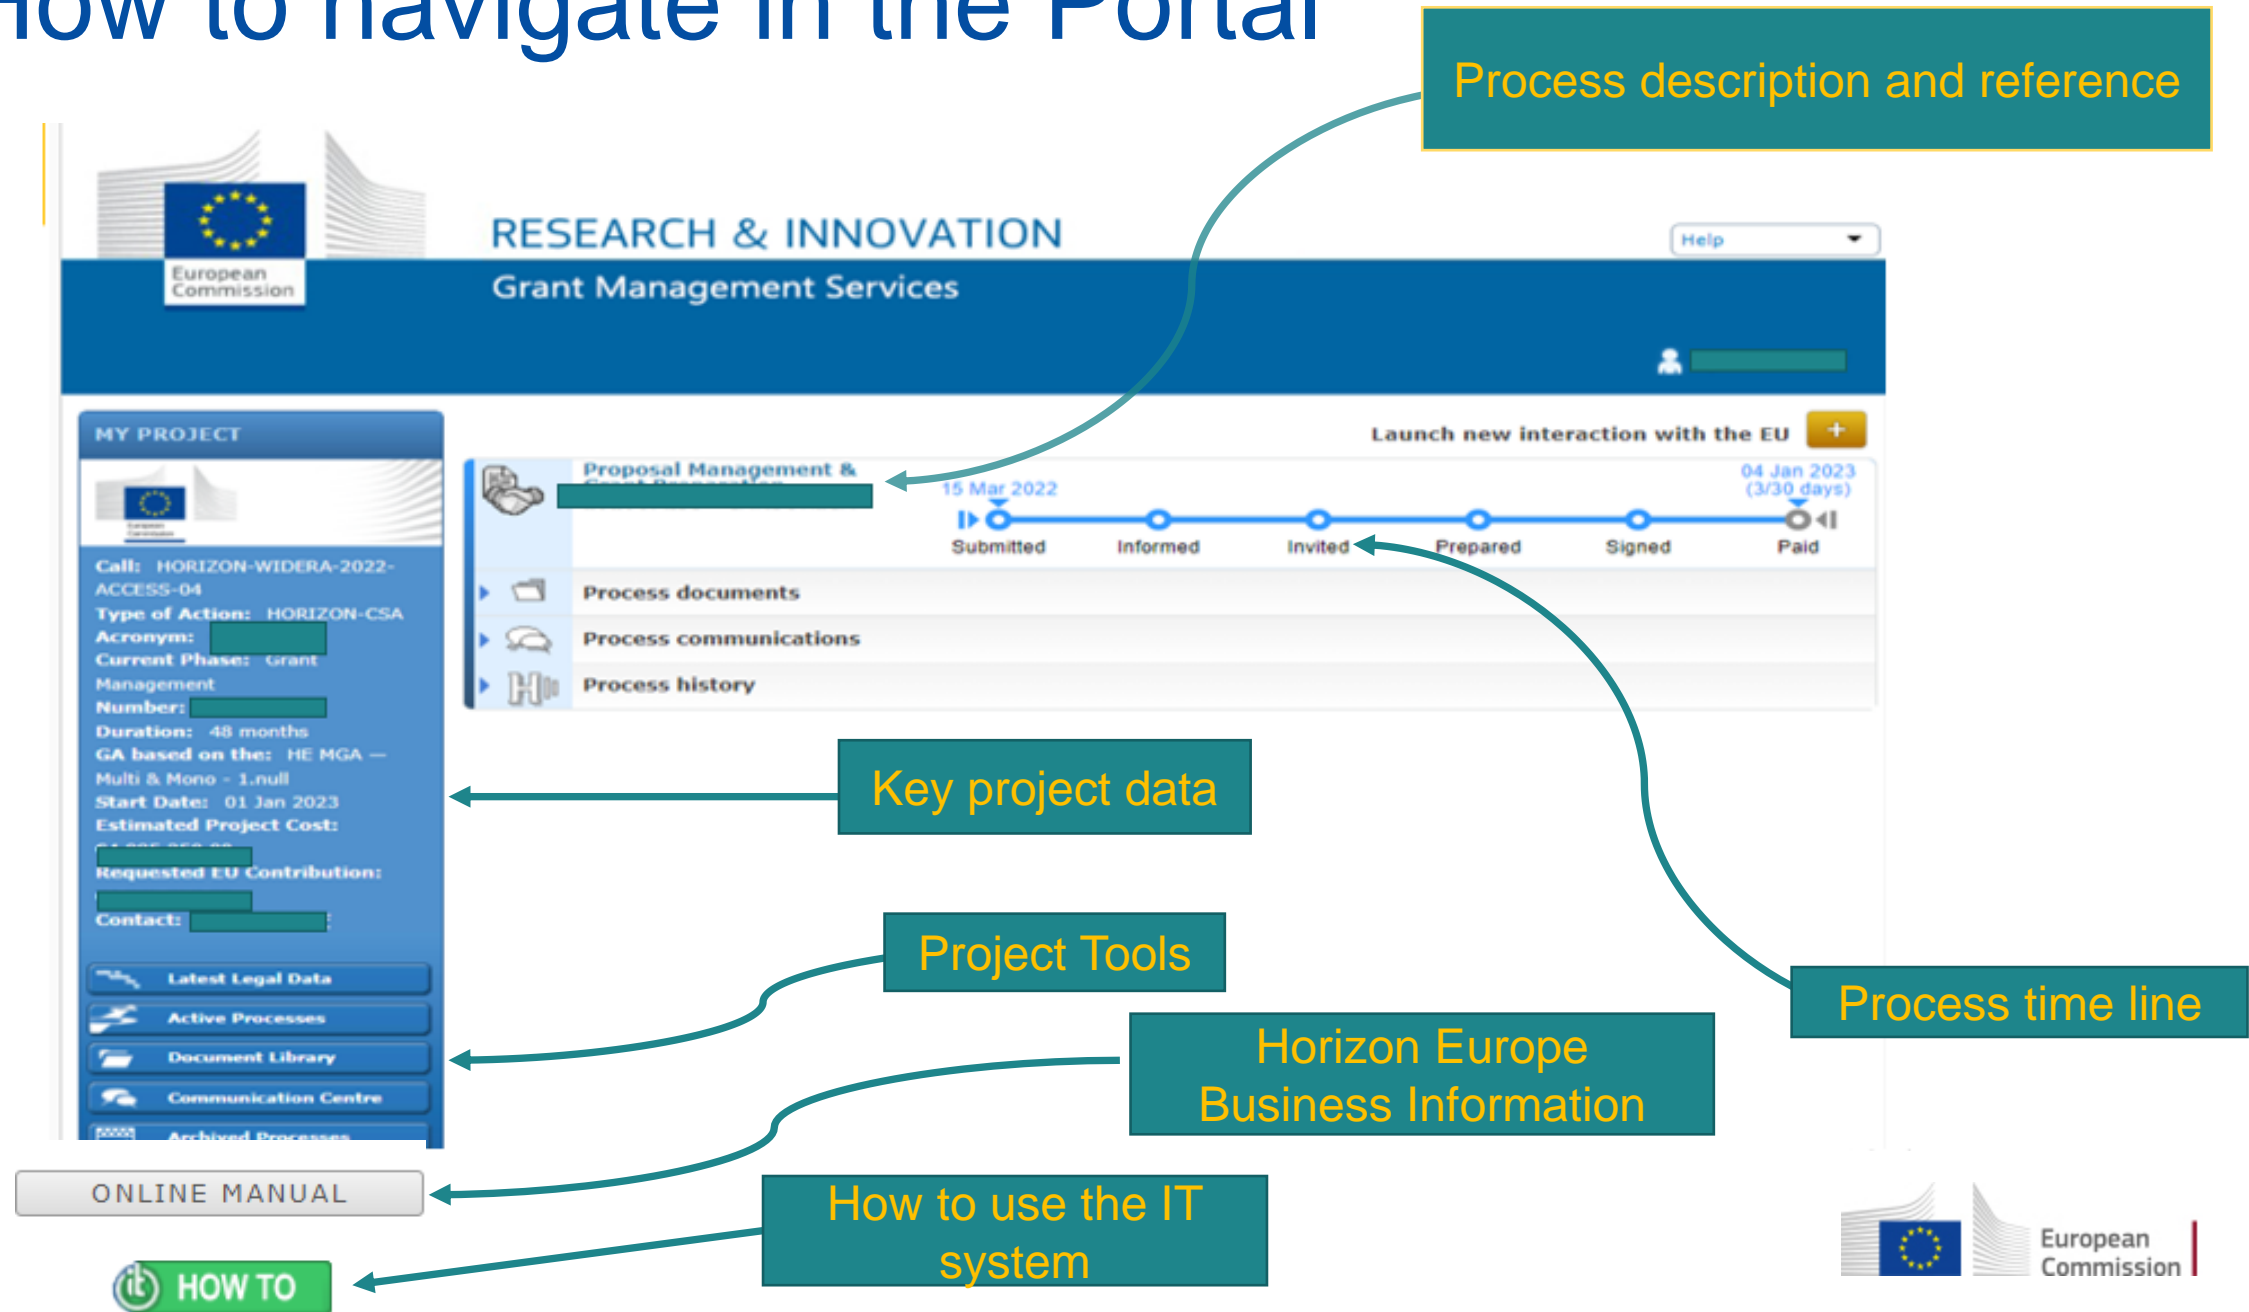 How to navigate in the Portal
Process description and reference
European
Commission
RESEARCH & INNOVATION
Grant Management Services
Help
MY PROJECT
European
Commission
Call: HORIZON-WIDERA-2022-
ACCESS-04
Type of Action: HORIZON-CSA
Acronym:
Current Phase: Grant
Management
Number:
Duration: 48 months
GA based on the: HE MGA —
Multi & Mono - 1.null
Start Date: 01 Jan 2023
Estimated Project Cost:
Requested EU Contribution:
Contact:
Latest Legal Data
Active Processes
Document Library
Communication Centre
Archived Processes
Launch new interaction with the EU +
Proposal Management &
Grant Preparation
15 Mar 2022
04 Jan 2023
(3/30 days)
Submitted Informed Invited Prepared Signed Paid
Process documents
Process communications
Process history
Key project data
Project Tools
Process time line
Horizon Europe
Business Information
ONLINE MANUAL
How to use the IT
system
it HOW TO
European
Commission